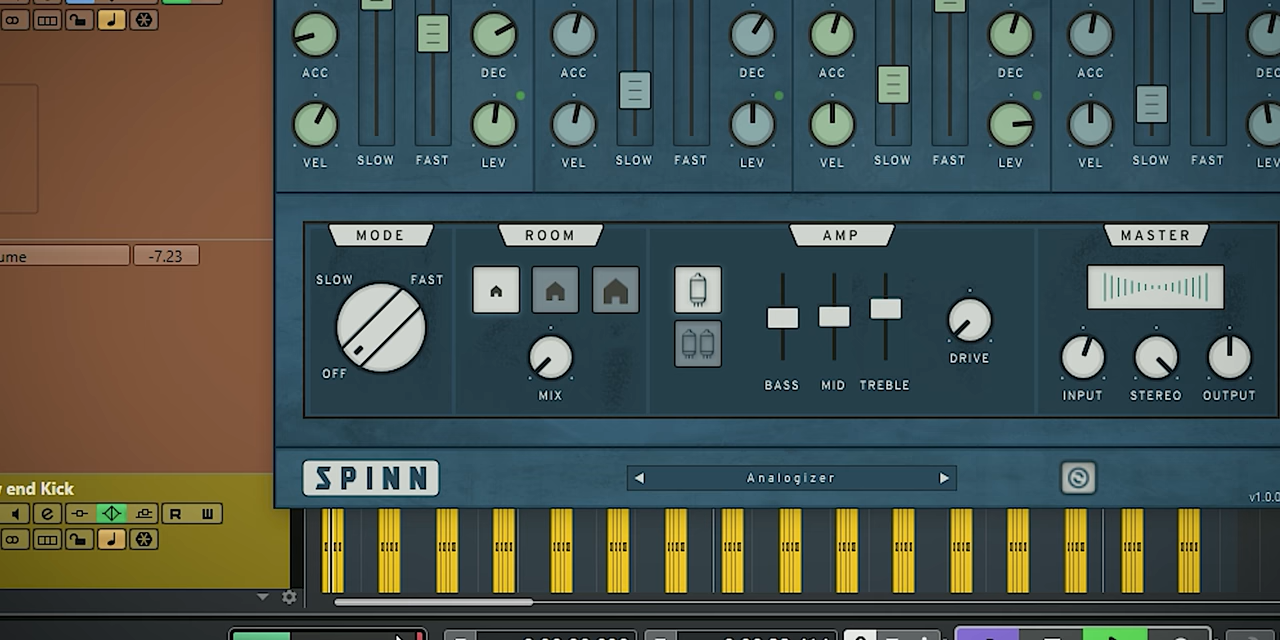 ACC DEC ACC DEC ACC DEC ACC DEC
VEL SLOW FAST LEV VEL SLOW FAST LEV VEL SLOW FAST LEV VEL SLOW FAST LEV
MODE ROOM AMP MASTER
-7.23
SLOW FAST
OFF
MIX
BASS MID TREBLE
DRIVE
INPUT STEREO OUTPUT
SPINN
Analogizer
v1.0.0
end Kick
e R W